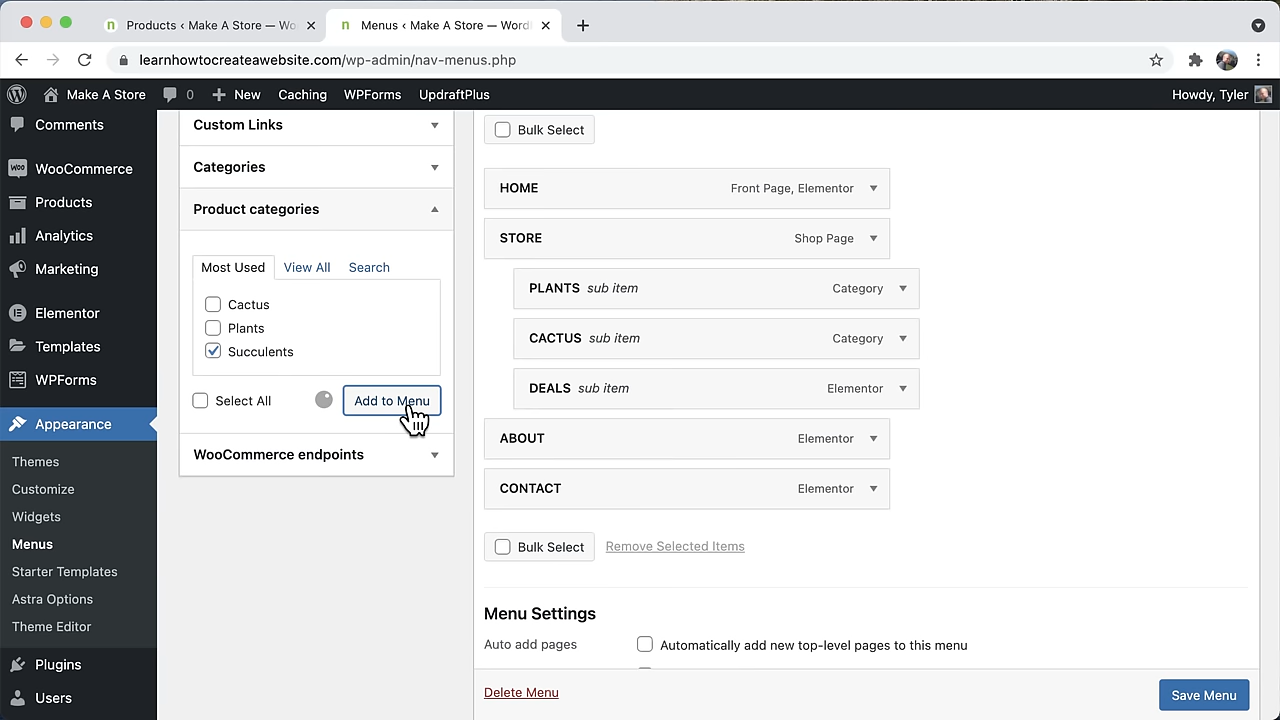 Products ‹ Make A Store — Wo
Menus ‹ Make A Store — Word
learnhowtocreateawebsite.com/wp-admin/nav-menus.php
Make A Store
0
New
Caching
WPForms
UpdraftPlus
Howdy, Tyler
Comments
WooCommerce
Products
Analytics
Marketing
Elementor
Templates
WPForms
Appearance
Themes
Customize
Widgets
Menus
Starter Templates
Astra Options
Theme Editor
Plugins
Users
Custom Links
Categories
Product categories
Most Used
View All
Search
Cactus
Plants
Succulents
Select All
Add to Menu
WooCommerce endpoints
Bulk Select
HOME Front Page, Elementor
STORE Shop Page
PLANTS sub item Category
CACTUS sub item Category
DEALS sub item Elementor
ABOUT Elementor
CONTACT Elementor
Bulk Select
Remove Selected Items
Menu Settings
Auto add pages
Automatically add new top-level pages to this menu
Delete Menu
Save Menu